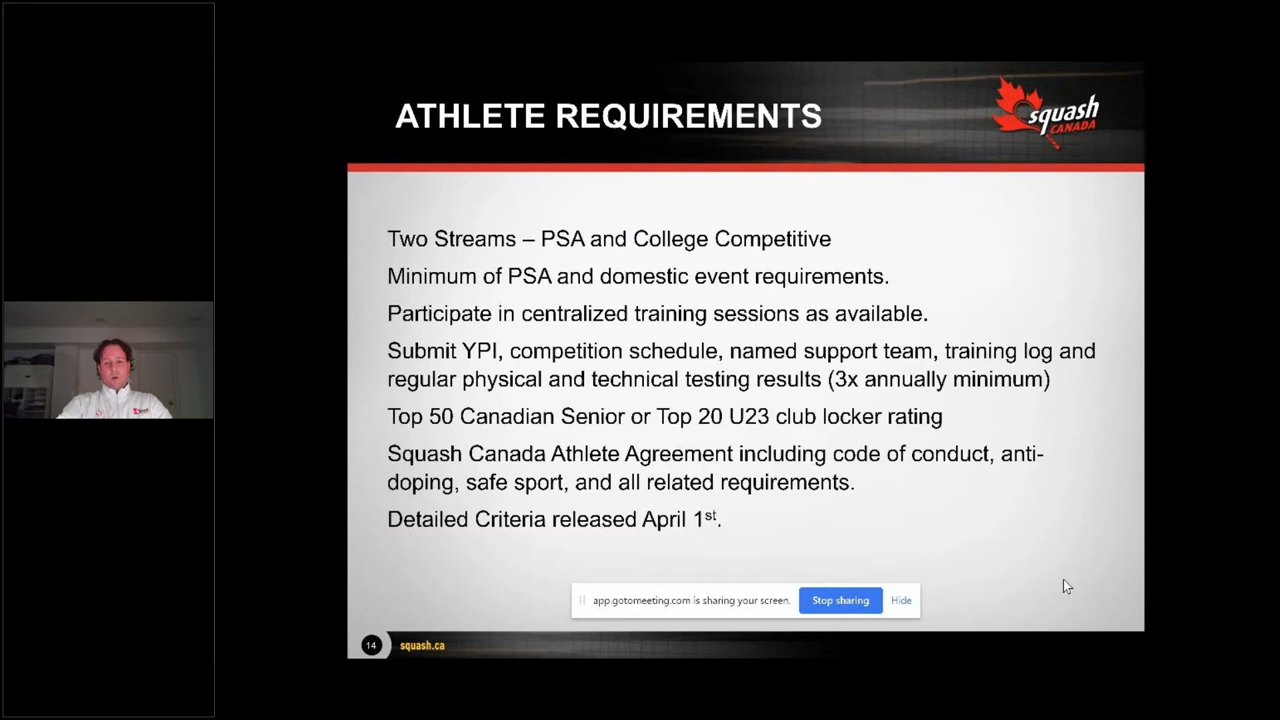 ATHLETE REQUIREMENTS
squash
CANADA
Two Streams – PSA and College Competitive
Minimum of PSA and domestic event requirements.
Participate in centralized training sessions as available.
Submit YPI, competition schedule, named support team, training log and
regular physical and technical testing results (3x annually minimum)
Top 50 Canadian Senior or Top 20 U23 club locker rating
Squash Canada Athlete Agreement including code of conduct, anti-
doping, safe sport, and all related requirements.
Detailed Criteria released April 1st.
app.gotomeeting.com is sharing your screen.
Stop sharing
Hide
14
squash.ca